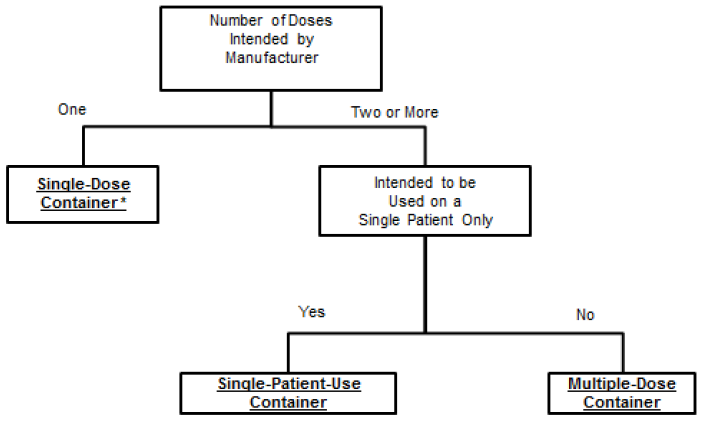 Number of Doses
Intended by
Manufacturer
One
Two or More
Single-Dose
Container*
Intended to be
Used on a
Single Patient Only
Yes
No
Single-Patient-Use
Container
Multiple-Dose
Container